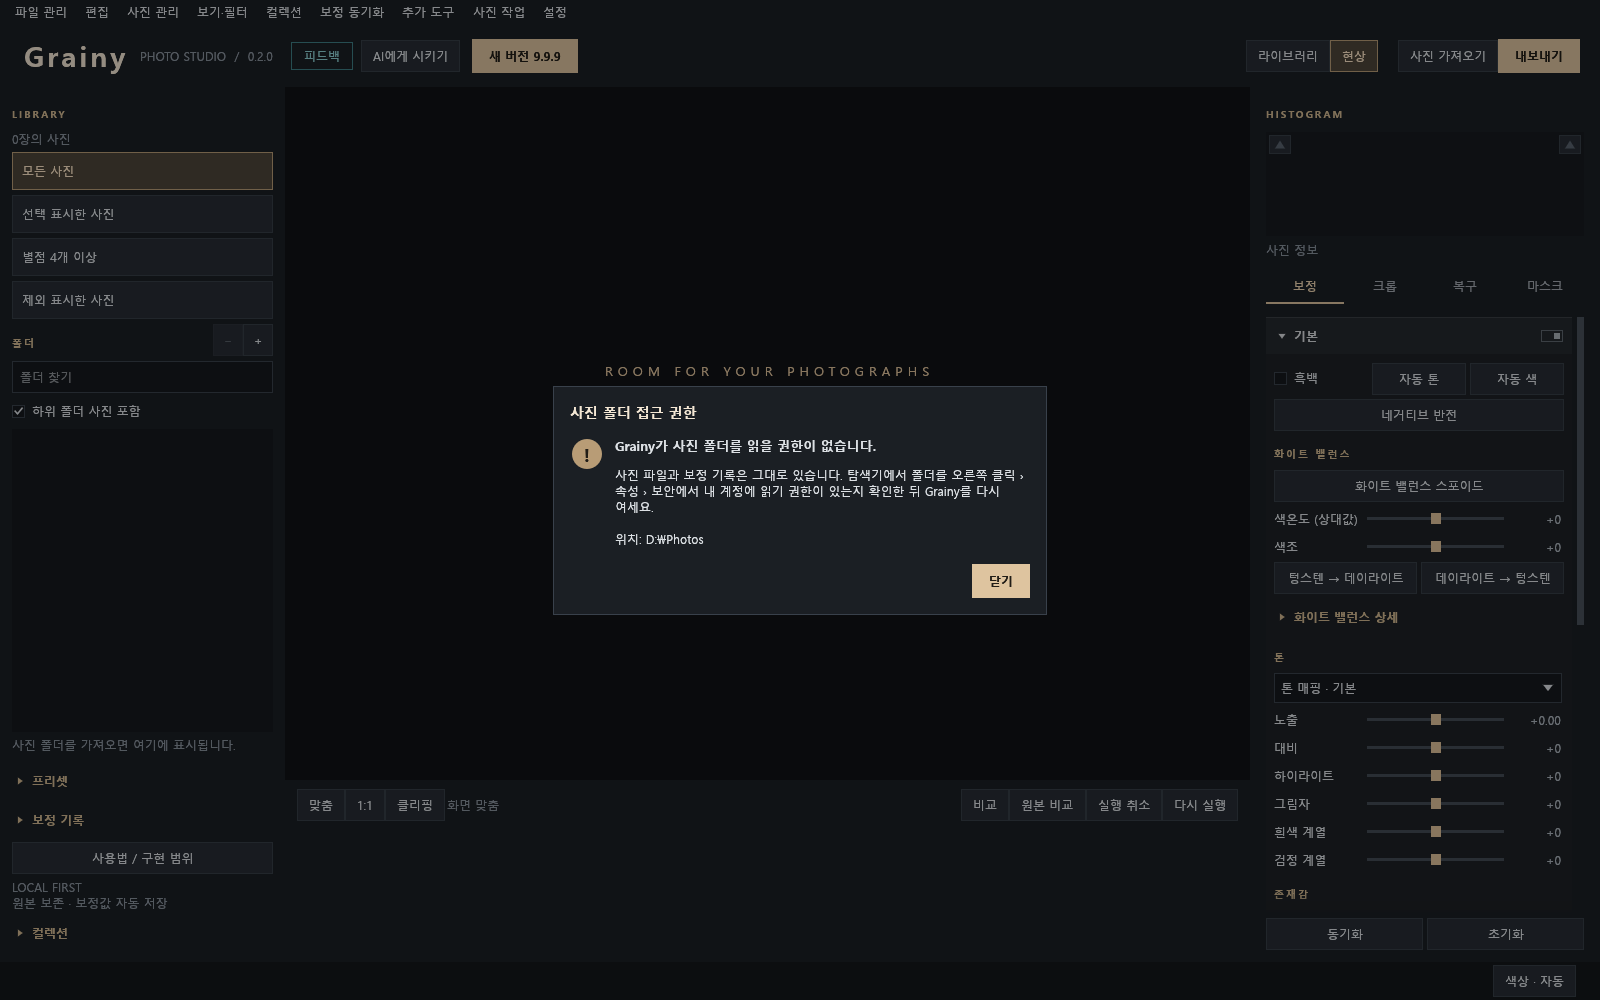 파일 관리 편집 사진 관리 보기·필터 컬렉션 보정 동기화 추가 도구 사진 작업 설정
Grainy PHOTO STUDIO / 0.2.0 피드백 AI에게 시키기 새 버전 9.9.9 라이브러리 현상 사진 가져오기 내보내기
LIBRARY
0장의 사진
모든 사진
선택 표시한 사진
별점 4개 이상
제외 표시한 사진
폴더 − +
폴더 찾기
하위 폴더 사진 포함
사진 폴더를 가져오면 여기에 표시됩니다.
프리셋
보정 기록
사용법 / 구현 범위
LOCAL FIRST
원본 보존 · 보정값 자동 저장
컬렉션
ROOM FOR YOUR PHOTOGRAPHS
사진 폴더 접근 권한
!
Grainy가 사진 폴더를 읽을 권한이 없습니다.
사진 파일과 보정 기록은 그대로 있습니다. 탐색기에서 폴더를 오른쪽 클릭 ›
속성 › 보안에서 내 계정에 읽기 권한이 있는지 확인한 뒤 Grainy를 다시
여세요.
위치: D:₩Photos
닫기
맞춤 1:1 클리핑 화면 맞춤 비교 원본 비교 실행 취소 다시 실행
HISTOGRAM
사진 정보
보정 크롭 복구 마스크
기본
흑백 자동 톤 자동 색
네거티브 반전
화이트 밸런스
화이트 밸런스 스포이드
색온도 (상대값) +0
색조 +0
텅스텐 → 데이라이트 데이라이트 → 텅스텐
화이트 밸런스 상세
톤
톤 매핑 · 기본
노출 +0.00
대비 +0
하이라이트 +0
그림자 +0
흰색 계열 +0
검정 계열 +0
존재감
동기화 초기화
색상 · 자동